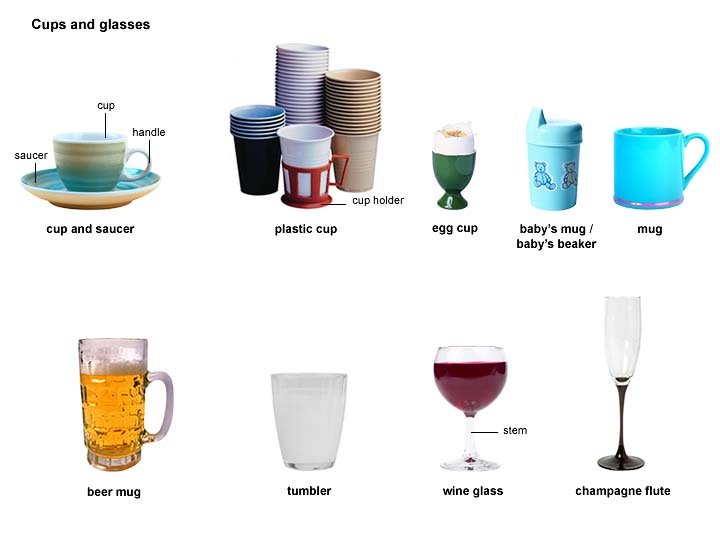 Cups and glasses
cup
handle
saucer
cup holder
cup and saucer
plastic cup
egg cup
baby's mug /
baby's beaker
mug
stem
beer mug
tumbler
wine glass
champagne flute